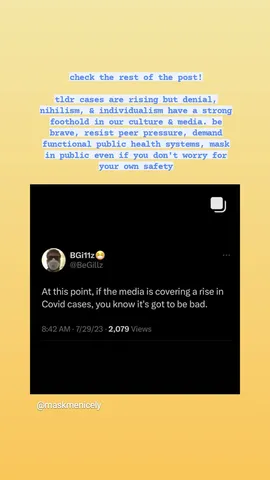 check the rest of the post!
tldr cases are rising but denial,
nihilism, & individualism have a strong
foothold in our culture & media. be
brave, resist peer pressure, demand
functional public health systems, mask
in public even if you don't worry for
your own safety
BGi11z😷
@BeGillz
At this point, if the media is covering a rise in
Covid cases, you know it's got to be bad.
8:42 AM · 7/29/23 · 2,079 Views
@maskmenicely